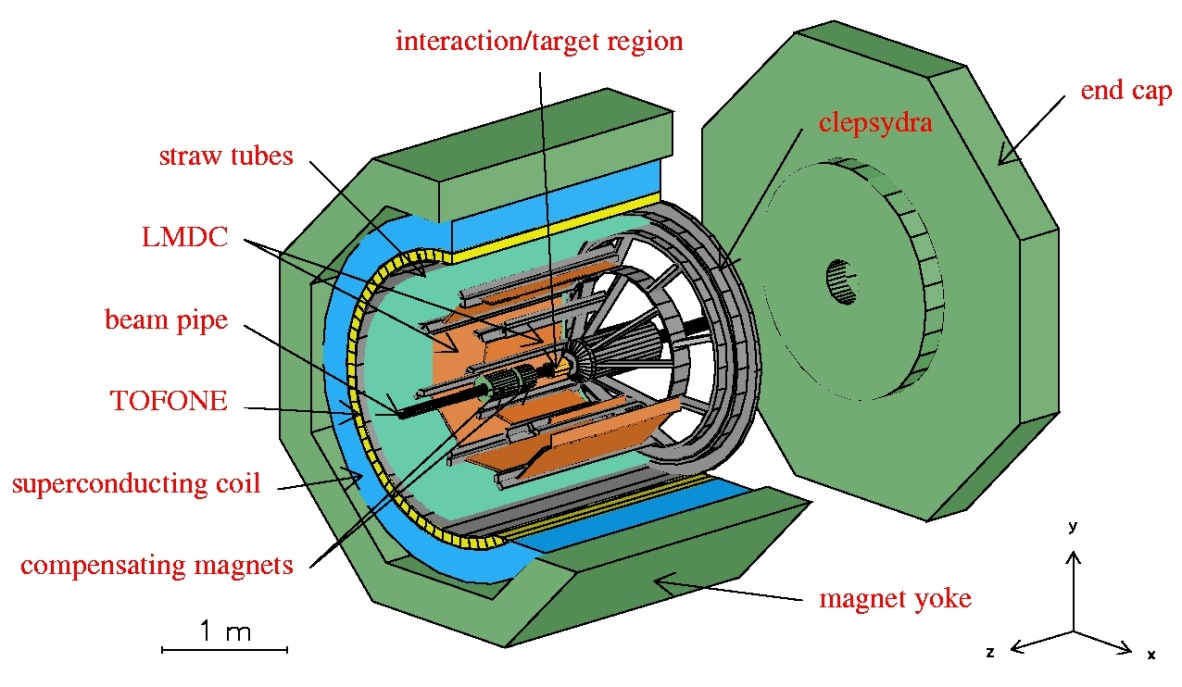 interaction/target region
end cap
clepsydra
straw tubes
LMDC
beam pipe
TOFONE
superconducting coil
compensating magnets
magnet yoke
1 m
y
z
x